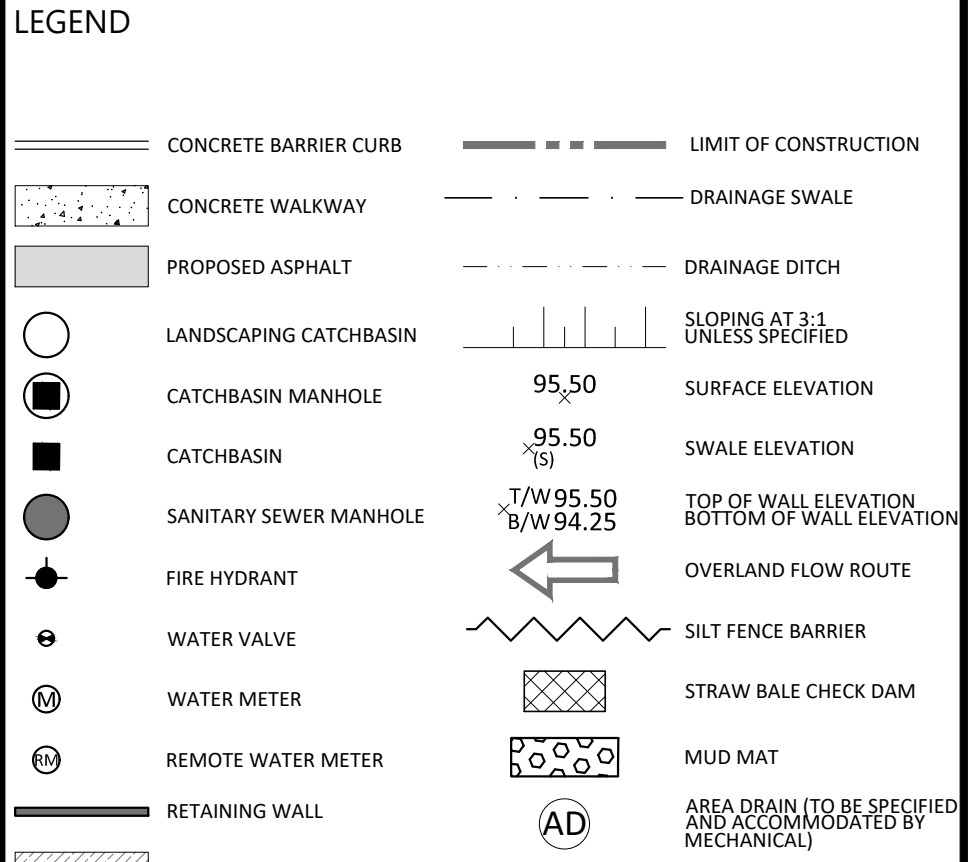 LEGEND
CONCRETE BARRIER CURB
CONCRETE WALKWAY
PROPOSED ASPHALT
LANDSCAPING CATCHBASIN
CATCHBASIN MANHOLE
CATCHBASIN
SANITARY SEWER MANHOLE
FIRE HYDRANT
WATER VALVE
M
WATER METER
RM
REMOTE WATER METER
RETAINING WALL
LIMIT OF CONSTRUCTION
DRAINAGE SWALE
DRAINAGE DITCH
SLOPING AT 3:1
UNLESS SPECIFIED
95.50
SURFACE ELEVATION
95.50
(S)
SWALE ELEVATION
T/W 95.50
B/W 94.25
TOP OF WALL ELEVATION
BOTTOM OF WALL ELEVATION
OVERLAND FLOW ROUTE
SILT FENCE BARRIER
STRAW BALE CHECK DAM
MUD MAT
AD
AREA DRAIN (TO BE SPECIFIED
AND ACCOMMODATED BY
MECHANICAL)